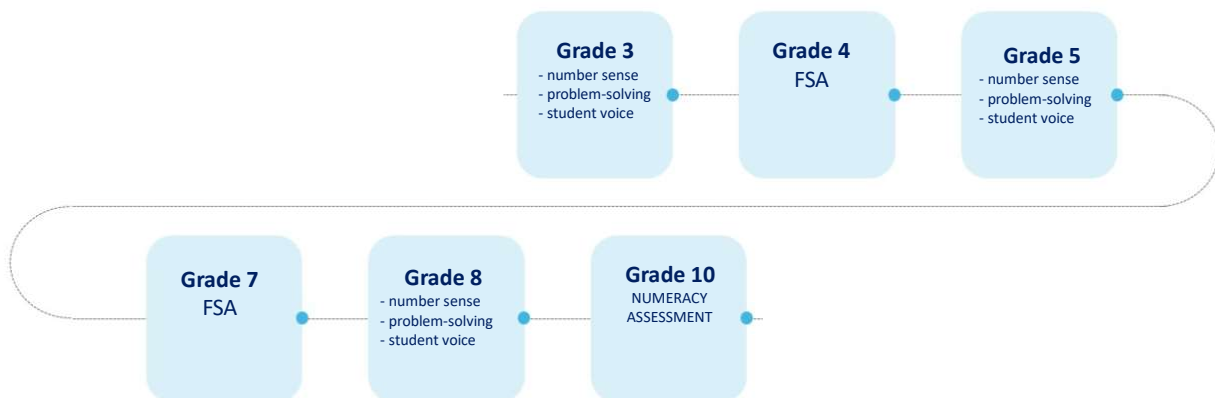 Grade 3
- number sense
- problem-solving
- student voice
Grade 4
FSA
Grade 5
- number sense
- problem-solving
- student voice
Grade 7
FSA
Grade 8
- number sense
- problem-solving
- student voice
Grade 10
NUMERACY
ASSESSMENT